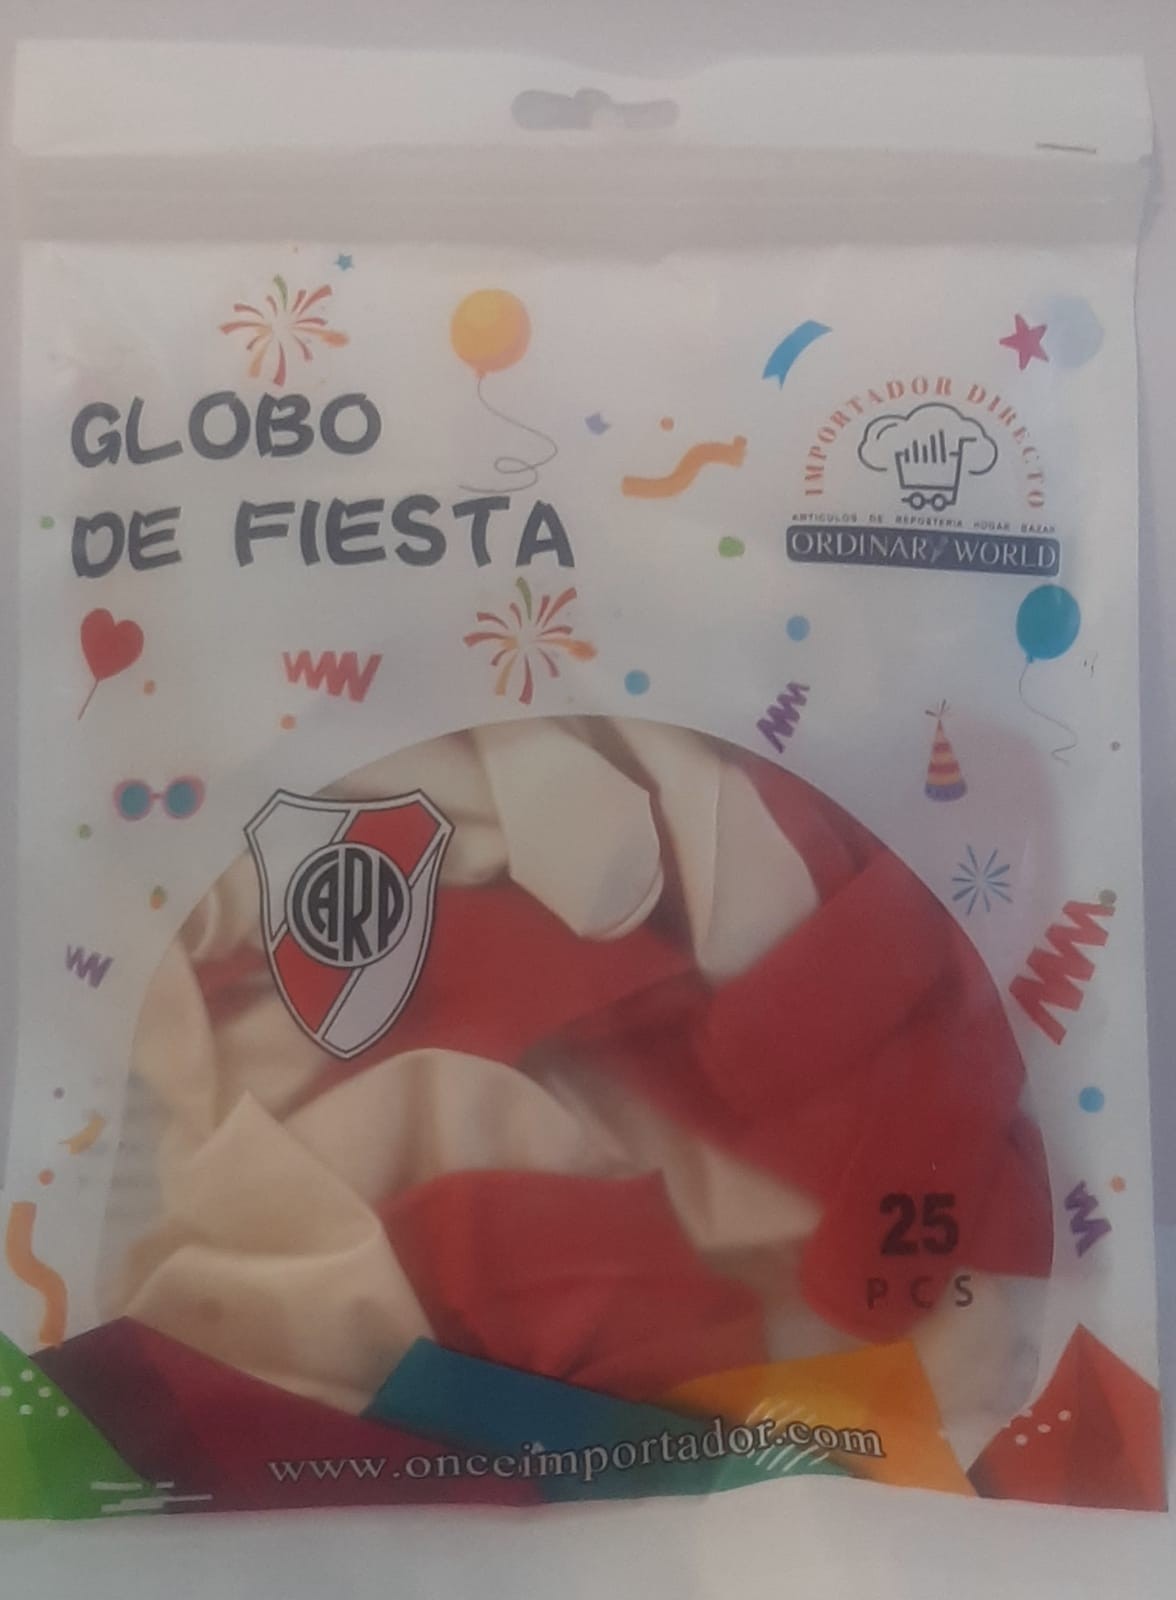 GLOBO
DE FIESTA
IMPORTADOR DIRECTO
ARTICULOS DE REPOSTERIA HOGAR BAZAR
ORDINARY WORLD
CARP
25
PCS
www.onceimportador.com